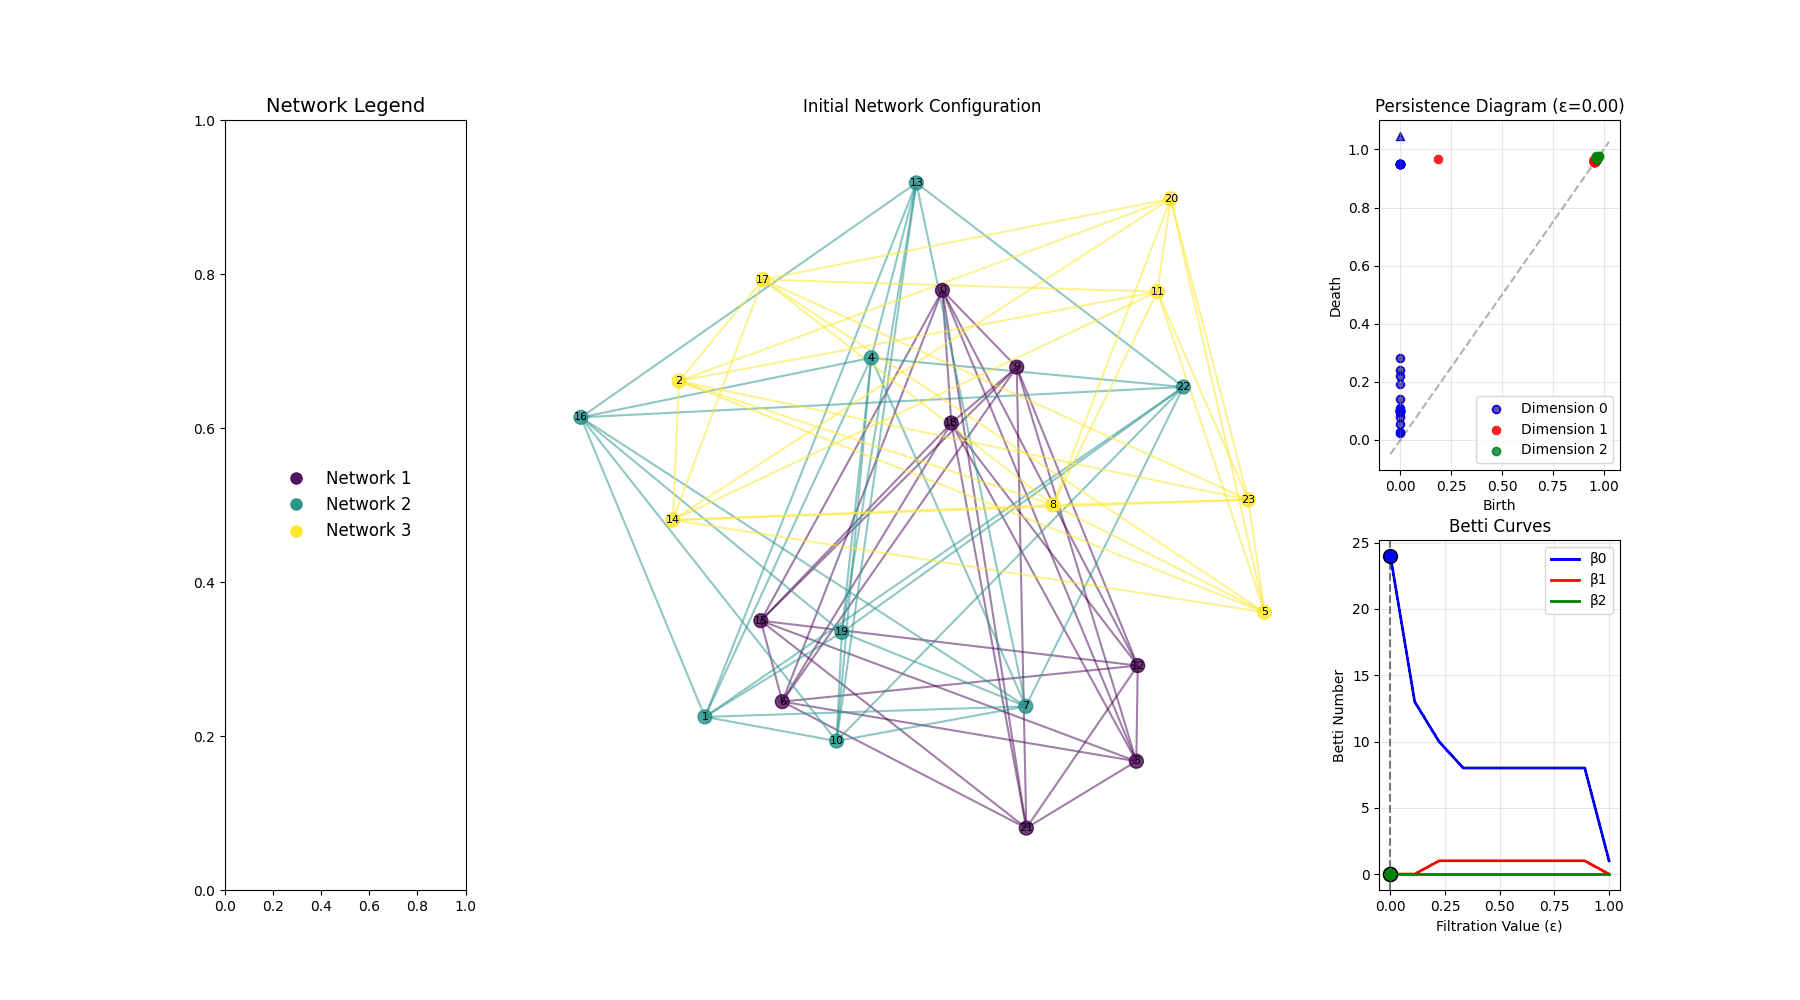 Network Legend
1.0
0.8
0.6
0.4
0.2
0.0
0.0 0.2 0.4 0.6 0.8 1.0
Network 1
Network 2
Network 3
Initial Network Configuration
13
20
17
11
0
4
9
2
22
16
18
23
8
14
5
15
19
12
6
7
1
10
3
21
Persistence Diagram (ε=0.00)
Death
1.0
0.8
0.6
0.4
0.2
0.0
Dimension 0
Dimension 1
Dimension 2
0.00 0.25 0.50 0.75 1.00
Birth
Betti Curves
Betti Number
25
20
15
10
5
0
β0
β1
β2
0.00 0.25 0.50 0.75 1.00
Filtration Value (ε)